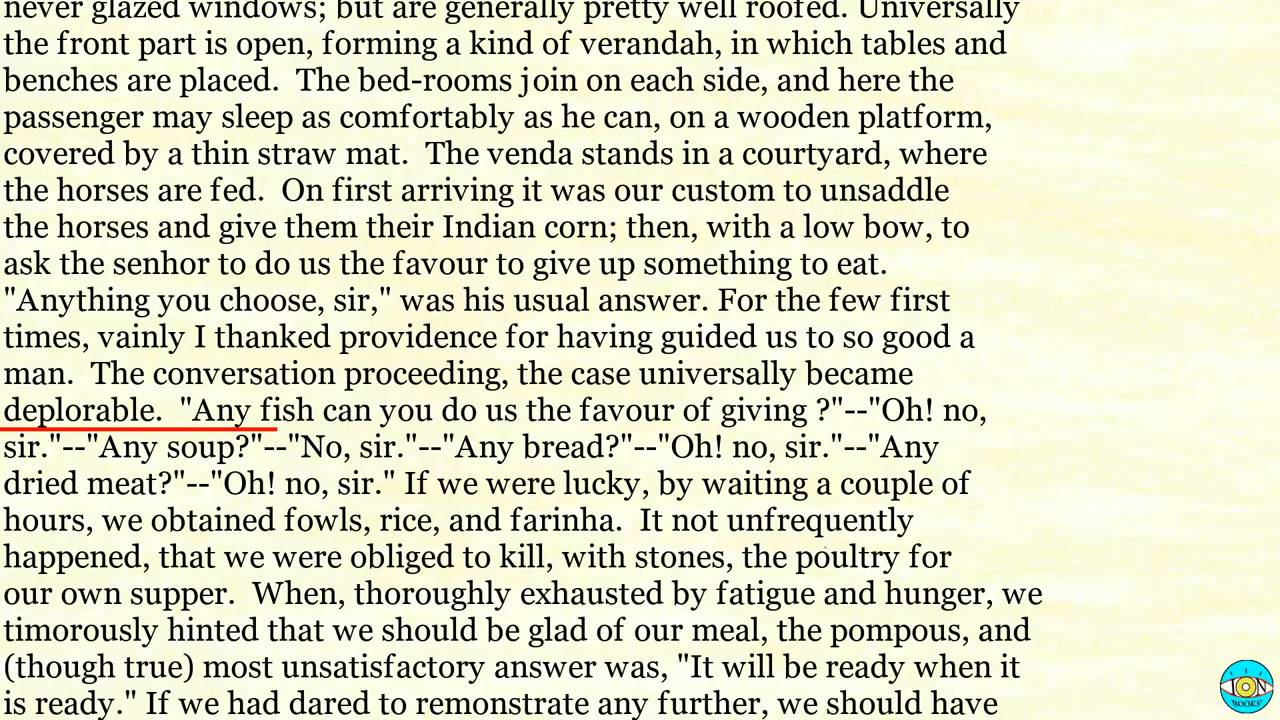 never glazed windows; but are generally pretty well roofed. Universally
the front part is open, forming a kind of verandah, in which tables and
benches are placed.  The bed-rooms join on each side, and here the
passenger may sleep as comfortably as he can, on a wooden platform,
covered by a thin straw mat.  The venda stands in a courtyard, where
the horses are fed.  On first arriving it was our custom to unsaddle
the horses and give them their Indian corn; then, with a low bow, to
ask the senhor to do us the favour to give up something to eat.
"Anything you choose, sir," was his usual answer. For the few first
times, vainly I thanked providence for having guided us to so good a
man.  The conversation proceeding, the case universally became
deplorable.  "Any fish can you do us the favour of giving ?"--"Oh! no,
sir."--"Any soup?"--"No, sir."--"Any bread?"--"Oh! no, sir."--"Any
dried meat?"--"Oh! no, sir." If we were lucky, by waiting a couple of
hours, we obtained fowls, rice, and farinha.  It not unfrequently
happened, that we were obliged to kill, with stones, the poultry for
our own supper.  When, thoroughly exhausted by fatigue and hunger, we
timorously hinted that we should be glad of our meal, the pompous, and
(though true) most unsatisfactory answer was, "It will be ready when it
is ready." If we had dared to remonstrate any further, we should have
ION
BOOKS